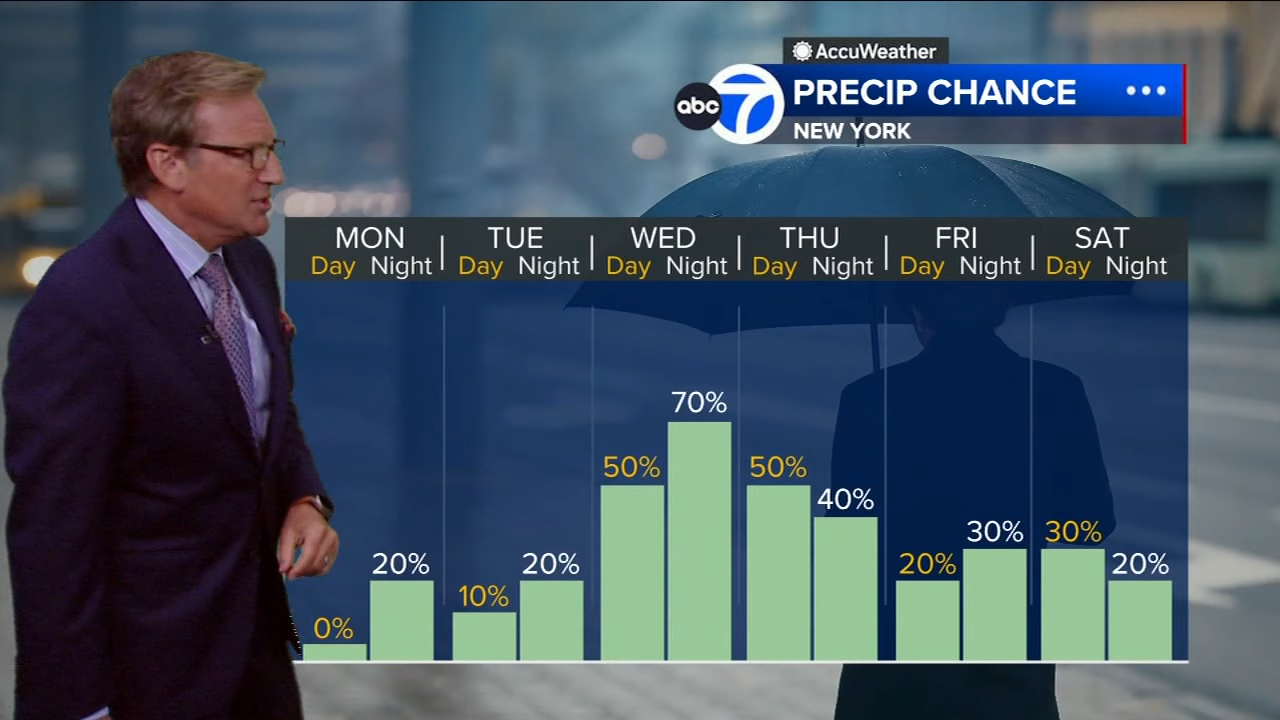 AccuWeather
abc 7 PRECIP CHANCE
NEW YORK
MON TUE WED THU FRI SAT
Day Night Day Night Day Night Day Night Day Night Day Night
70%
50% 50%
40%
30% 30%
20% 20% 20% 20%
10%
0%